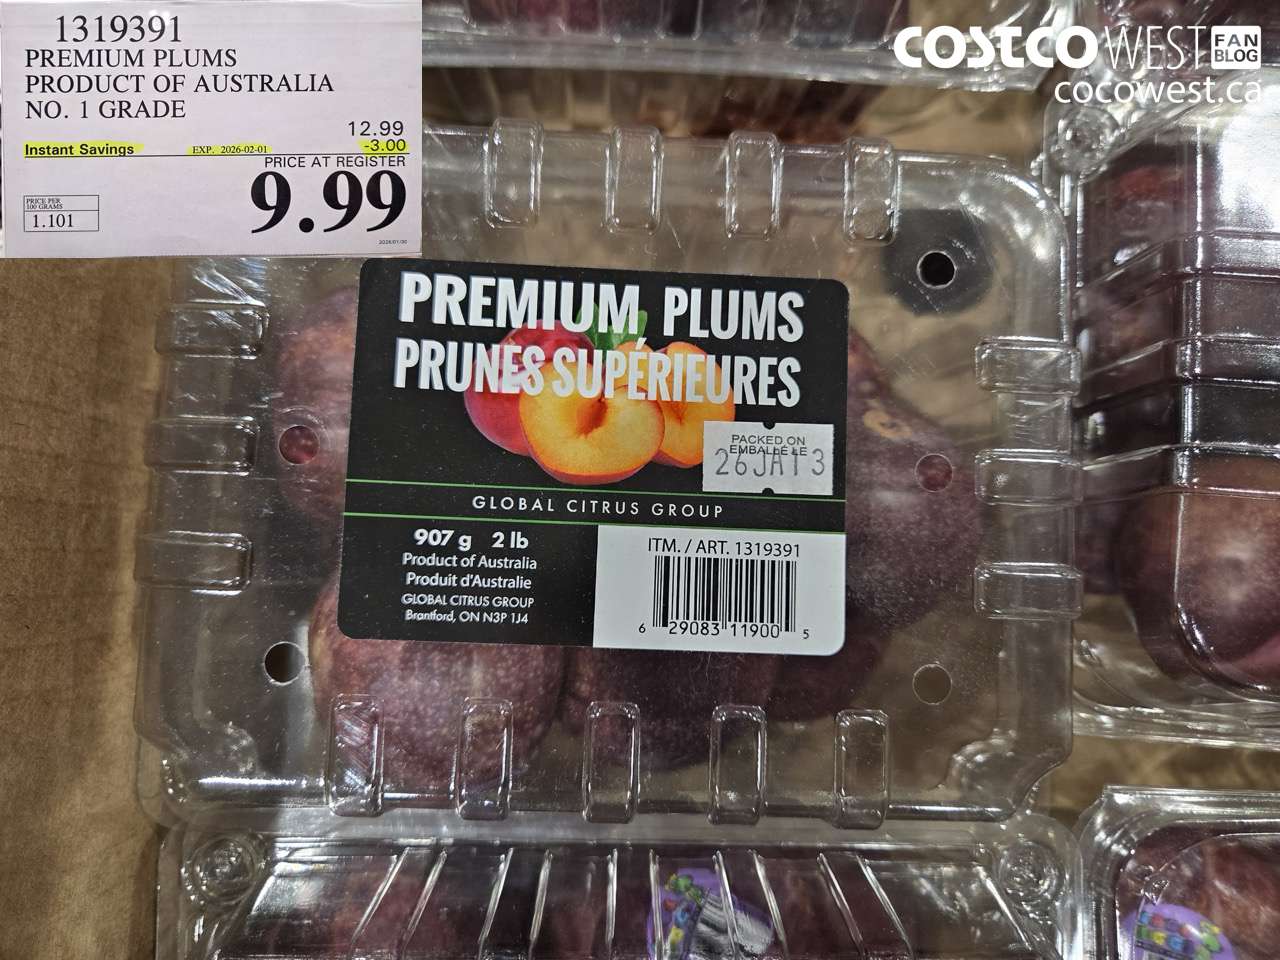 1319391
PREMIUM PLUMS
PRODUCT OF AUSTRALIA
NO. 1 GRADE
12.99
Instant Savings EXP. 2026-02-01 -3.00
PRICE AT REGISTER
9.99
PRICE PER
100 GRAMS
1.101
2026/01/30
COSTCO WEST FAN BLOG
cocowest.ca
PREMIUM PLUMS
PRUNES SUPÉRIEURES
PACKED ON
EMBALLÉ LE
26JA13
GLOBAL CITRUS GROUP
907 g 2 lb
Product of Australia
Produit d'Australie
GLOBAL CITRUS GROUP
Brantford, ON N3P 1J4
ITM. / ART. 1319391
6 29083 11900 5